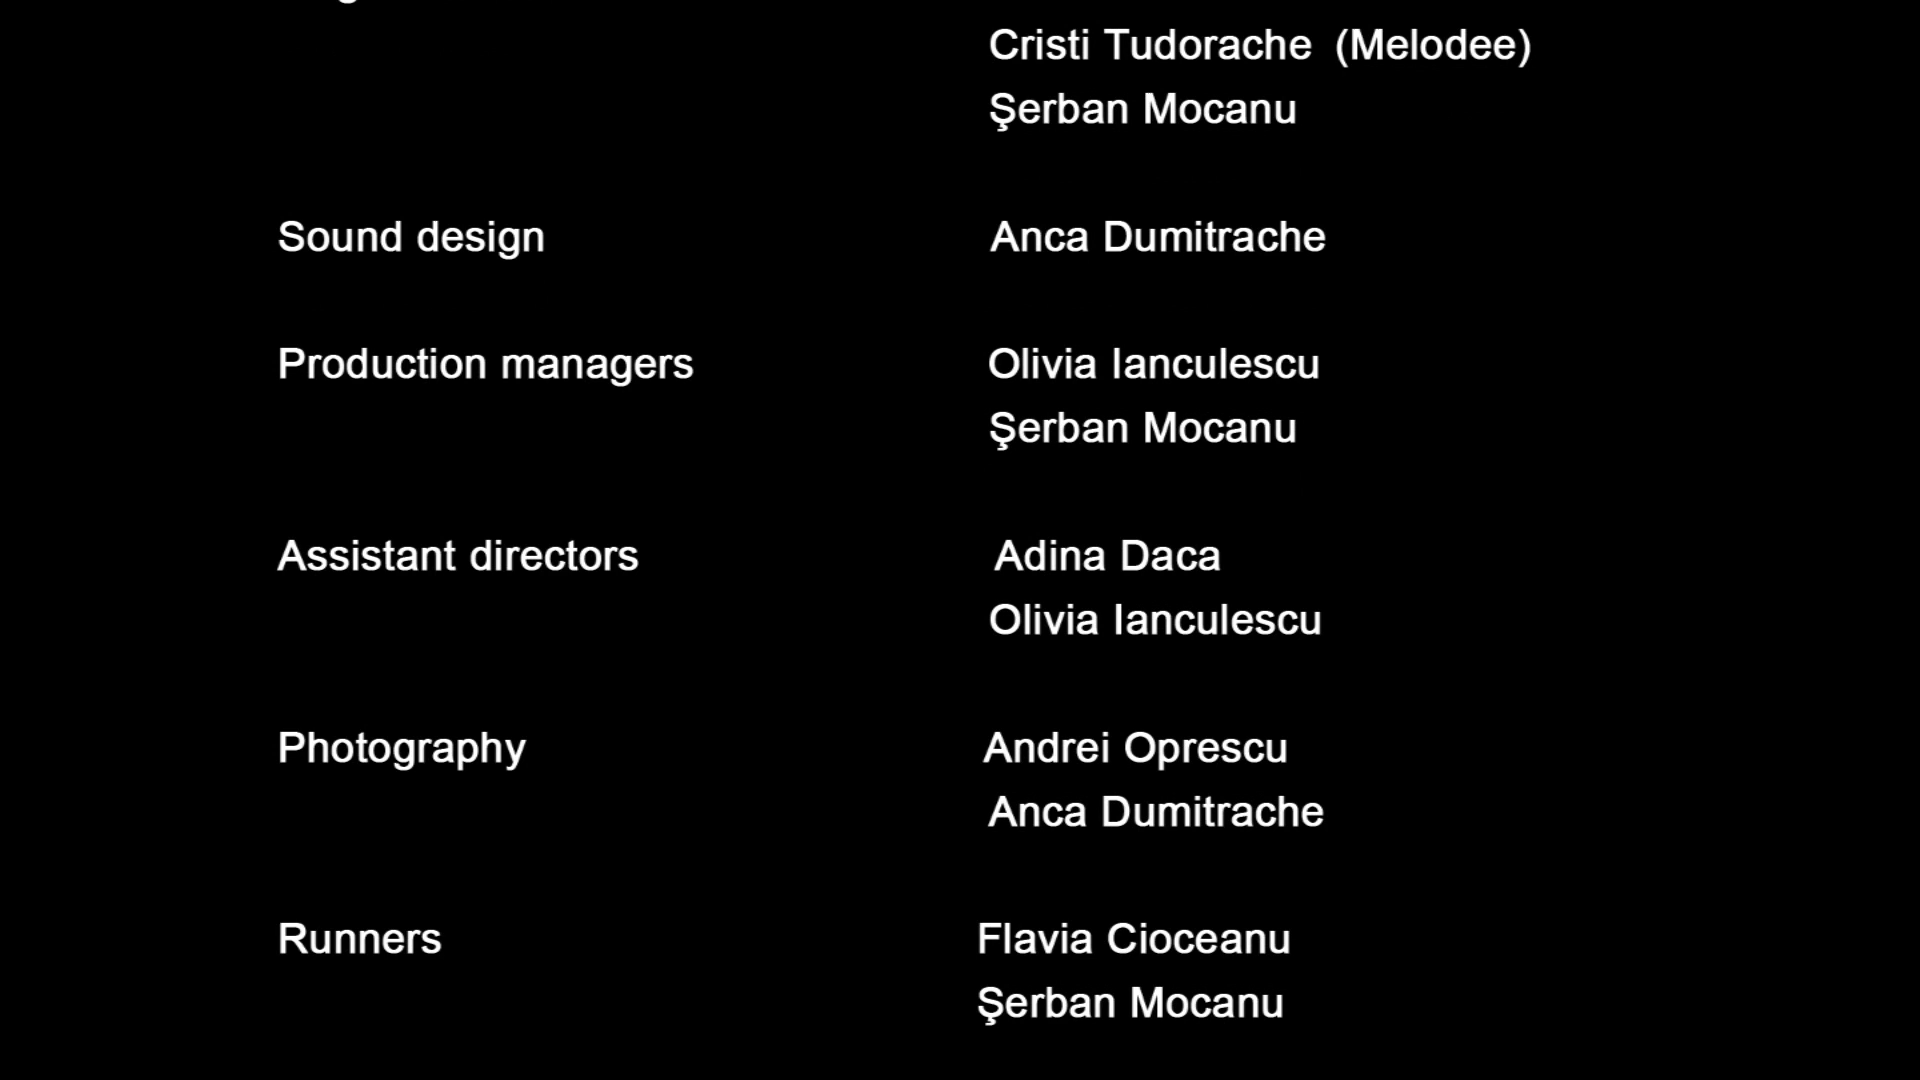 Cristi Tudorache (Melodee)
Şerban Mocanu
Sound design Anca Dumitrache
Production managers Olivia Ianculescu
Şerban Mocanu
Assistant directors Adina Daca
Olivia Ianculescu
Photography Andrei Oprescu
Anca Dumitrache
Runners Flavia Cioceanu
Şerban Mocanu